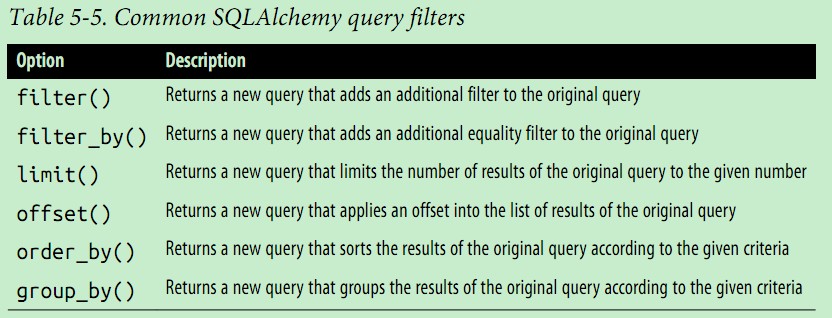 Table 5-5. Common SQLAlchemy query filters
Option Description
filter() Returns a new query that adds an additional filter to the original query
filter_by() Returns a new query that adds an additional equality filter to the original query
limit() Returns a new query that limits the number of results of the original query to the given number
offset() Returns a new query that applies an offset into the list of results of the original query
order_by() Returns a new query that sorts the results of the original query according to the given criteria
group_by() Returns a new query that groups the results of the original query according to the given criteria